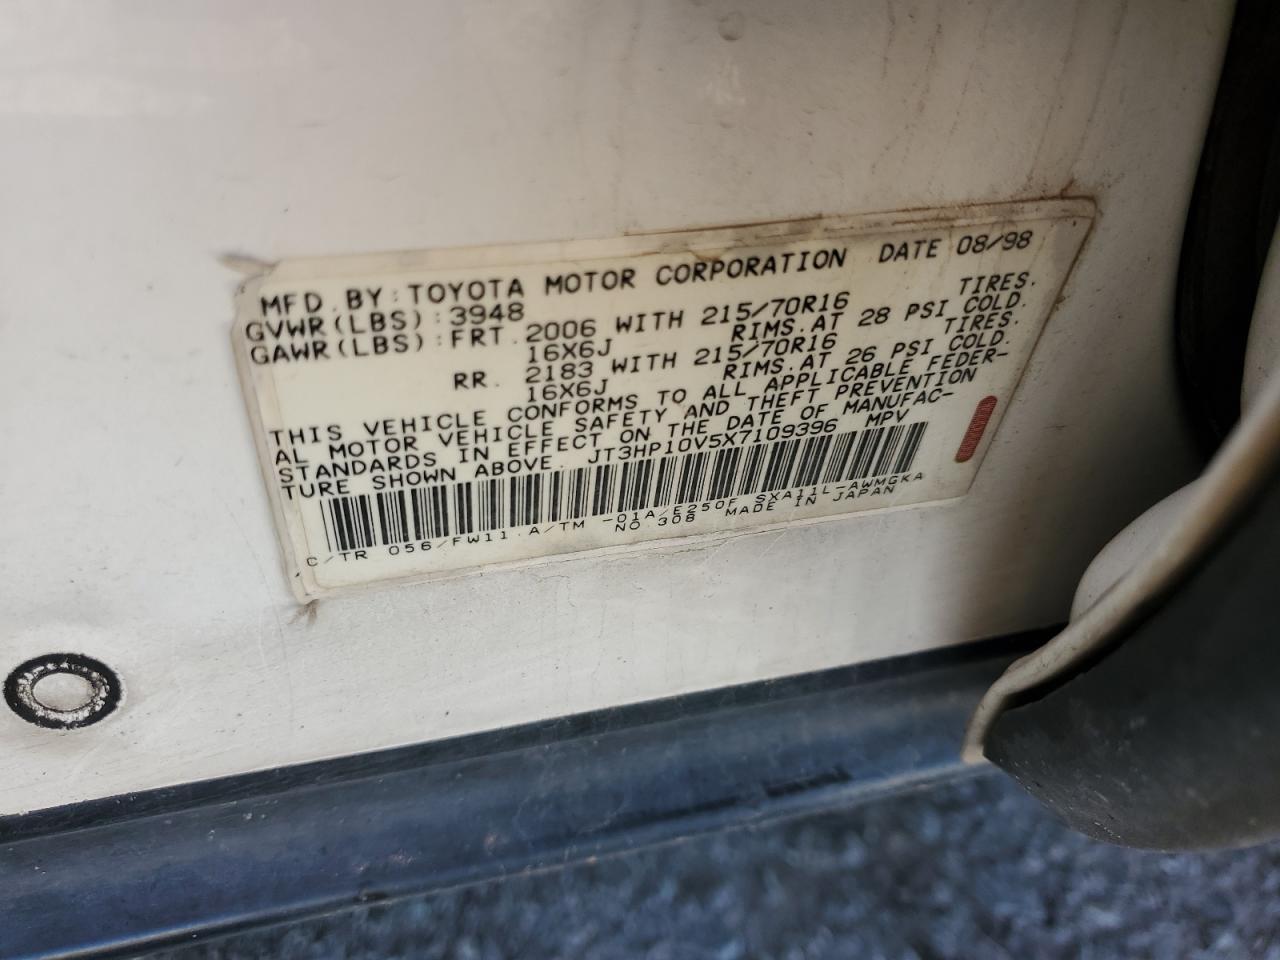 MFD. BY: TOYOTA MOTOR CORPORATION DATE 08/98
GVWR(LBS): 3948
GAWR(LBS): FRT. 2006 WITH 215/70R16 TIRES.
16X6J RIMS. AT 28 PSI COLD.
RR. 2183 WITH 215/70R16 TIRES.
16X6J RIMS. AT 26 PSI COLD.
THIS VEHICLE CONFORMS TO ALL APPLICABLE FEDER-
AL MOTOR VEHICLE SAFETY AND THEFT PREVENTION
STANDARDS IN EFFECT ON THE DATE OF MANUFAC-
TURE SHOWN ABOVE. JT3HP10V5X7109396 MPV
C/TR 056/FW11 . A/TM -01A/E250F SXA11L-AWMGKA
NO.308 MADE IN JAPAN